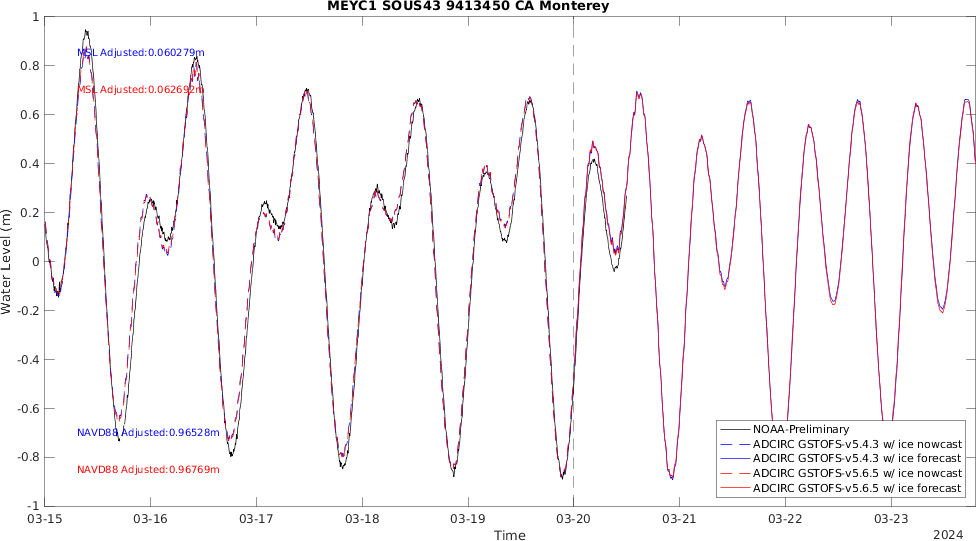 MEYC1 SOUS43 9413450 CA Monterey
1
0.8
0.6
0.4
0.2
0
-0.2
-0.4
-0.6
-0.8
-1
Water Level (m)
MSL Adjusted:0.060279m
MSL Adjusted:0.062692m
NAVD88 Adjusted:0.96528m
NAVD88 Adjusted:0.96769m
NOAA-Preliminary
ADCIRC GSTOFS-v5.4.3 w/ ice nowcast
ADCIRC GSTOFS-v5.4.3 w/ ice forecast
ADCIRC GSTOFS-v5.6.5 w/ ice nowcast
ADCIRC GSTOFS-v5.6.5 w/ ice forecast
03-15 03-16 03-17 03-18 03-19 03-20 03-21 03-22 03-23
Time
2024